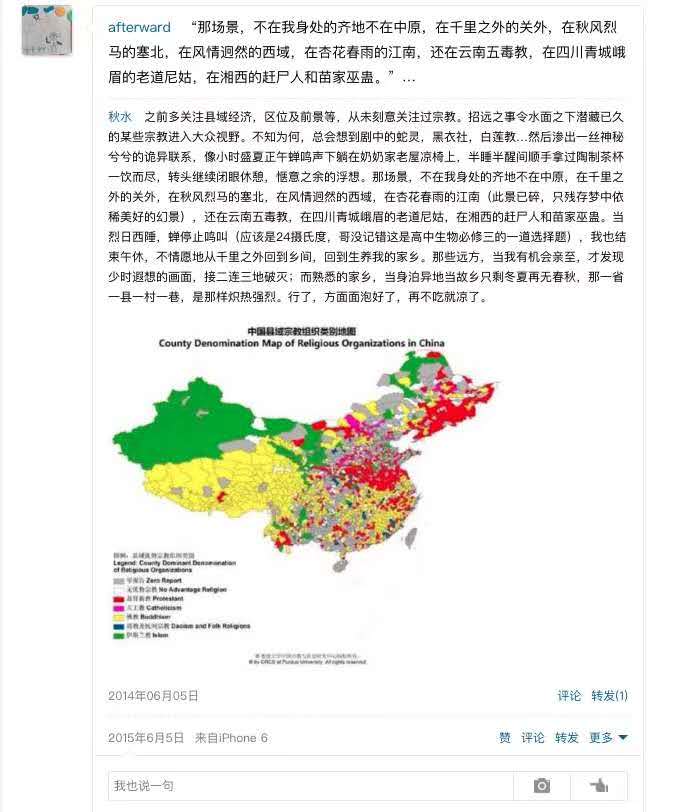 afterward “那场景，不在我身处的齐地不在中原，在千里之外的关外，在秋风烈
马的塞北，在风情迥然的西域，在杏花春雨的江南，还在云南五毒教，在四川青城峨
眉的老道尼姑，在湘西的赶尸人和苗家巫蛊。”…
秋水 之前多关注县域经济，区位及前景等，从未刻意关注过宗教。招远之事令水面之下潜藏已久
的某些宗教进入大众视野。不知为何，总会想到剧中的蛇灵，黑衣社，白莲教...然后渗出一丝神秘
兮兮的诡异联系，像小时盛夏正午蝉鸣声下躺在奶奶家老屋凉椅上，半睡半醒间顺手拿过陶制茶杯
一饮而尽，转头继续闭眼休憩，惬意之余的浮想。那场景，不在我身处的齐地不在中原，在千里之
外的关外，在秋风烈马的塞北，在风情迥然的西域，在杏花春雨的江南（此景已碎，只残存梦中依
稀美好的幻景），还在云南五毒教，在四川青城峨眉的老道尼姑，在湘西的赶尸人和苗家巫蛊。当
烈日西陲，蝉停止鸣叫（应该是24摄氏度，哥没记错这是高中生物必修三的一道选择题），我也结
束午休，不情愿地从千里之外回到乡间，回到生养我的家乡。那些远方，当我有机会亲至，才发现
少时遐想的画面，接二连三地破灭；而熟悉的家乡，当身泊异地当故乡只剩冬夏再无春秋，那一省
一县一村一巷，是那样炽热强烈。行了，方面面泡好了，再不吃就凉了。
中国县域宗教组织类别地图
County Denomination Map of Religious Organizations in China
Legend: County Dominant Denomination
of Religious Organizations
零报告 Zero Report
无优势宗教 No Advantage Religion
基督新教 Protestant
天主教 Catholicism
佛教 Buddhism
道教及民间宗教 Daoism and Folk Religions
伊斯兰教 Islam
CRCS at Purdue University. All rights reserved
2014年06月05日 评论 转发(1)
2015年6月5日 来自iPhone 6 赞 评论 转发 更多
我也说一句